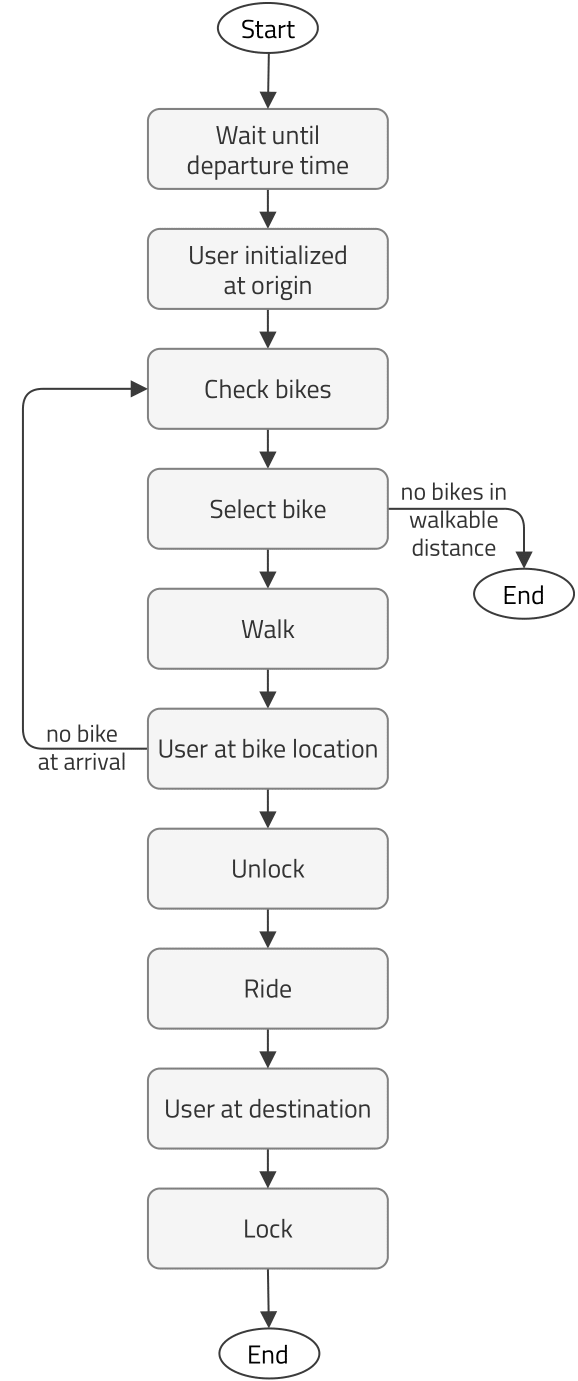 Start
Wait until
departure time
User initialized
at origin
Check bikes
Select bike
no bikes in
walkable
distance
End
Walk
no bike
at arrival
User at bike location
Unlock
Ride
User at destination
Lock
End